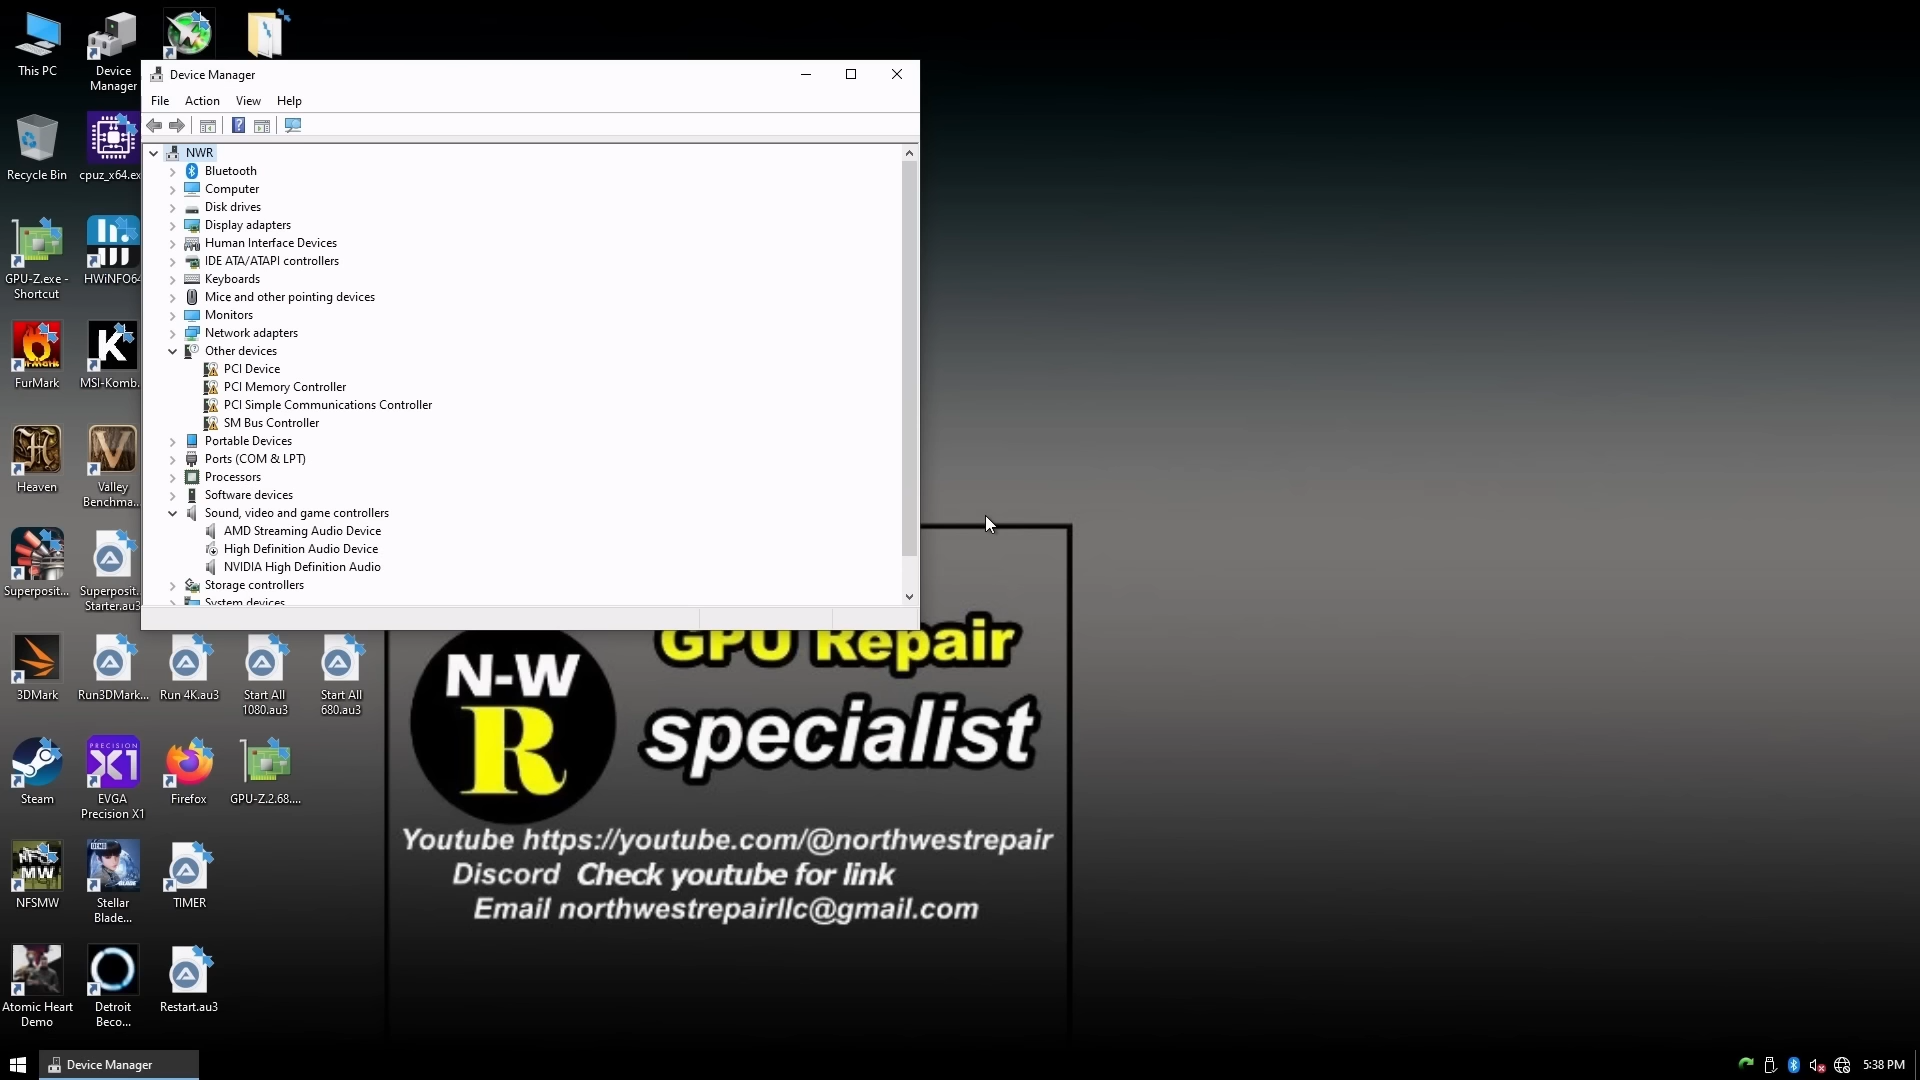 This PC
Device
Manager
Recycle Bin
cpuz_x64.ex
GPU-Z.exe -
Shortcut
HWiNFO64
FurMark
MSI-Komb.
Heaven
Valley
Benchma...
Superposit...
Superposit...
Starter.au3
3DMark
Run3DMark...
Run 4K.au3
Start All
1080.au3
Start All
680.au3
Steam
PRECISION
X1
EVGA
Precision X1
Firefox
GPU-Z.2.68....
NFS
MW
NFSMW
DEMO
Stellar
Blade...
TIMER
Atomic Heart
Demo
Detroit
Beco...
Restart.au3
Device Manager
File Action View Help
NWR
Bluetooth
Computer
Disk drives
Display adapters
Human Interface Devices
IDE ATA/ATAPI controllers
Keyboards
Mice and other pointing devices
Monitors
Network adapters
Other devices
PCI Device
PCI Memory Controller
PCI Simple Communications Controller
SM Bus Controller
Portable Devices
Ports (COM & LPT)
Processors
Software devices
Sound, video and game controllers
AMD Streaming Audio Device
High Definition Audio Device
NVIDIA High Definition Audio
Storage controllers
System devices
N-W
R
GPU Repair
specialist
Youtube https://youtube.com/@northwestrepair
Discord Check youtube for link
Email northwestrepairllc@gmail.com
Device Manager
5:38 PM